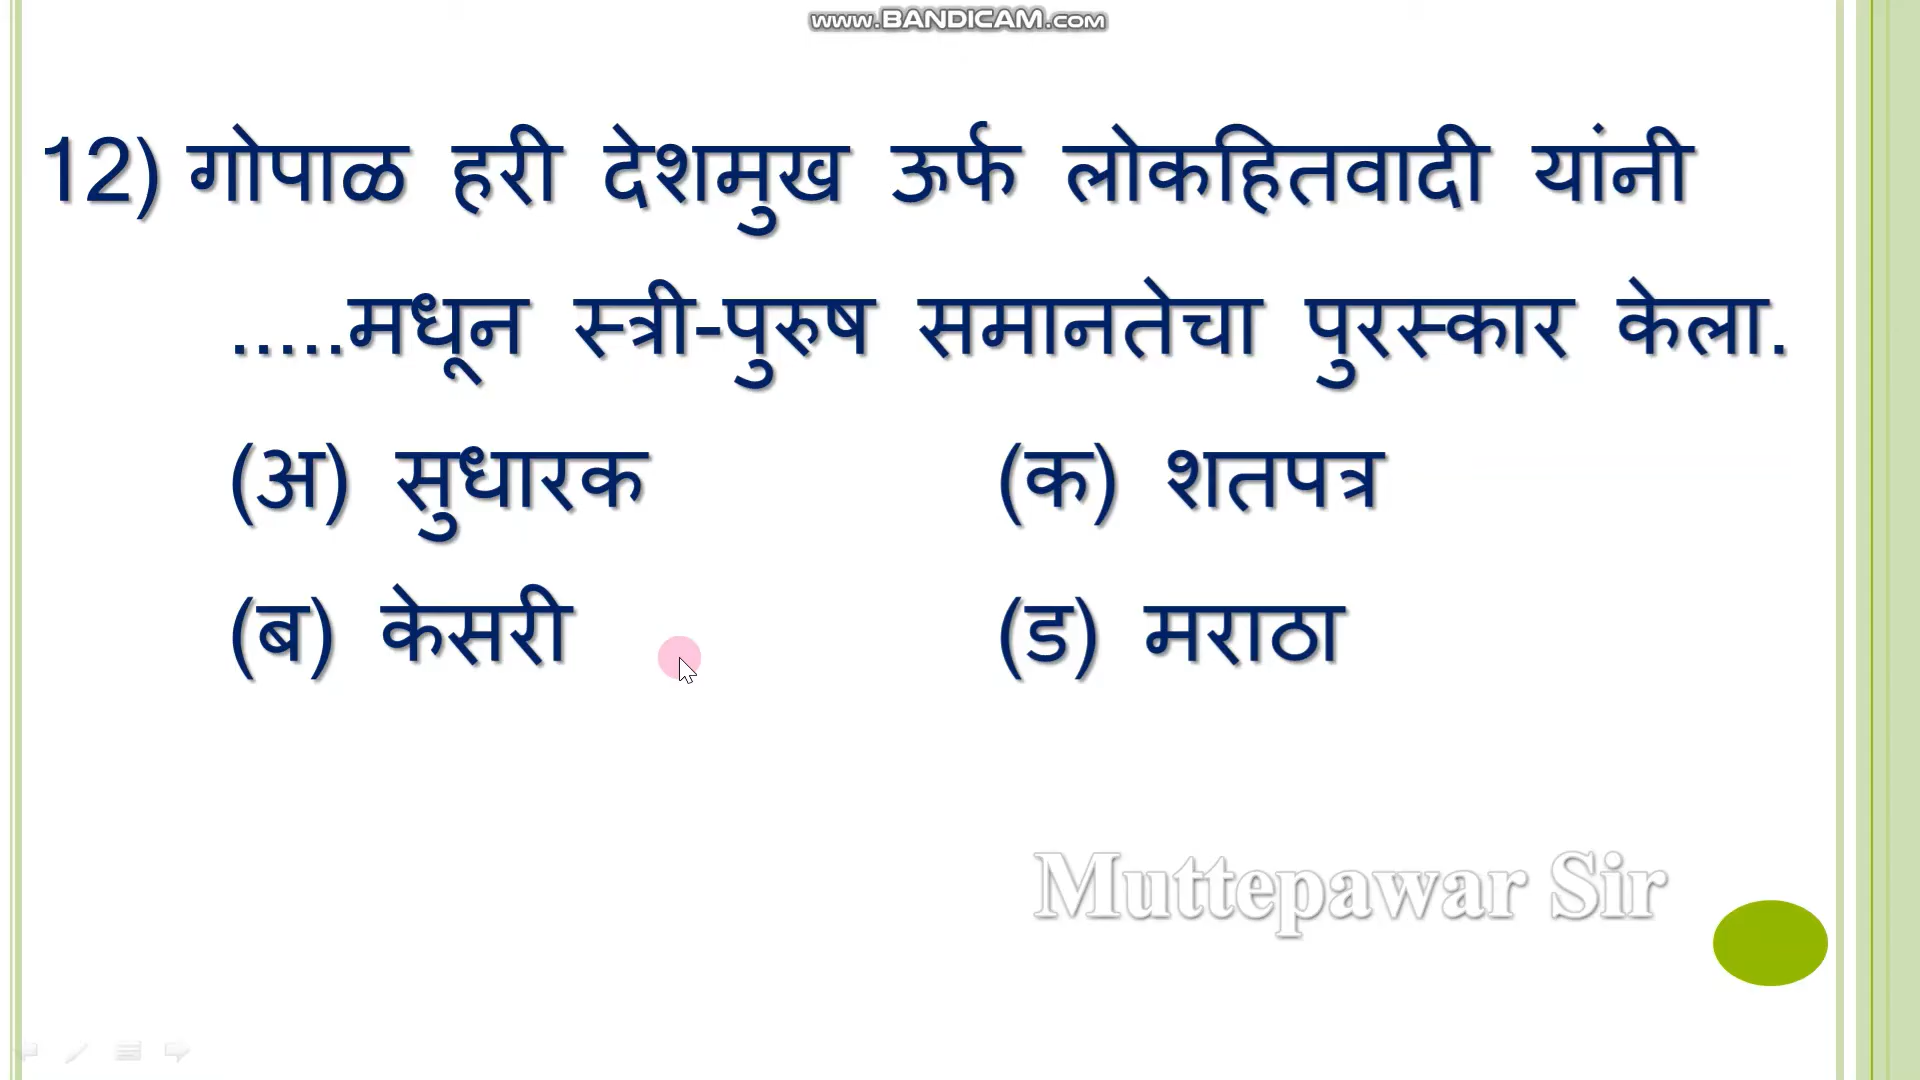 www.BANDICAM.com
12) गोपाळ हरी देशमुख ऊर्फ लोकहितवादी यांनी
.....मधून स्त्री-पुरुष समानतेचा पुरस्कार केला.
(अ) सुधारक (क) शतपत्र
(ब) केसरी (ड) मराठा
Muttepawar Sir